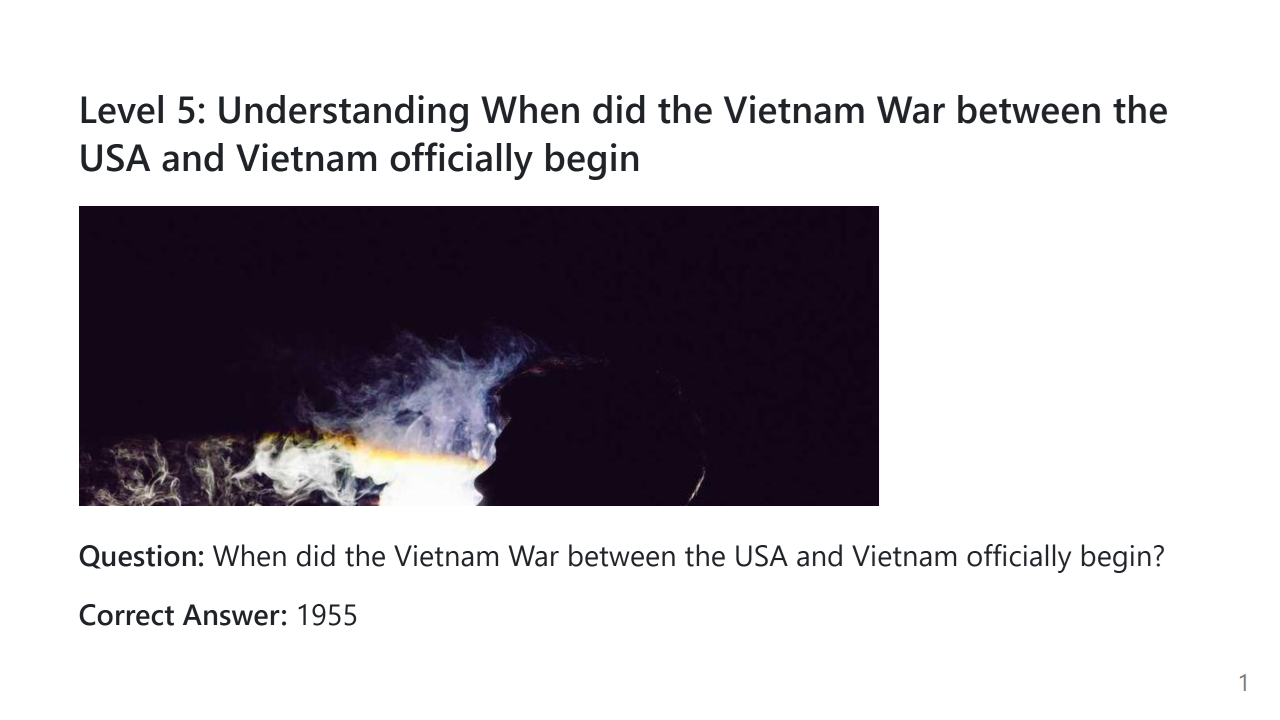 Level 5: Understanding When did the Vietnam War between the
USA and Vietnam officially begin
Question: When did the Vietnam War between the USA and Vietnam officially begin?
Correct Answer: 1955
1